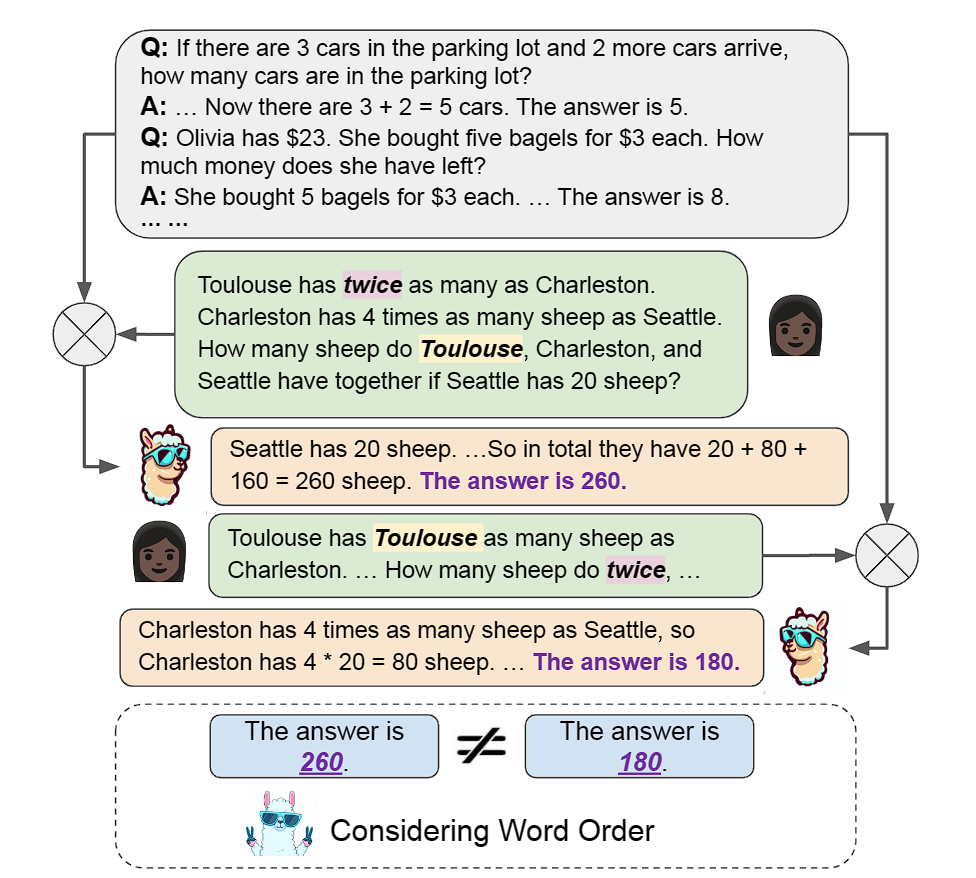 Q: If there are 3 cars in the parking lot and 2 more cars arrive,
how many cars are in the parking lot?
A: … Now there are 3 + 2 = 5 cars. The answer is 5.
Q: Olivia has $23. She bought five bagels for $3 each. How
much money does she have left?
A: She bought 5 bagels for $3 each. … The answer is 8.
... ...
Toulouse has twice as many as Charleston.
Charleston has 4 times as many sheep as Seattle.
How many sheep do Toulouse, Charleston, and
Seattle have together if Seattle has 20 sheep?
Seattle has 20 sheep. …So in total they have 20 + 80 +
160 = 260 sheep. The answer is 260.
Toulouse has Toulouse as many sheep as
Charleston. … How many sheep do twice, …
Charleston has 4 times as many sheep as Seattle, so
Charleston has 4 * 20 = 80 sheep. … The answer is 180.
The answer is
260.
≠
The answer is
180.
Considering Word Order